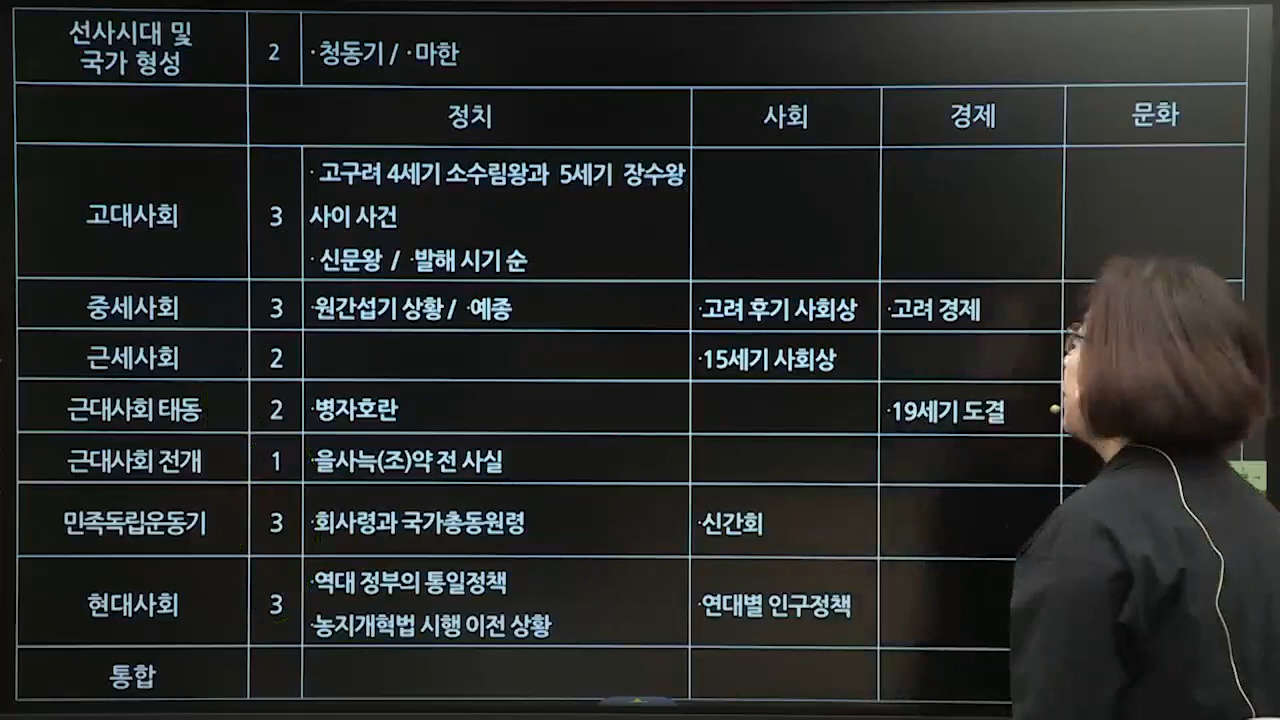 선사시대 및
국가 형성
2
·청동기 / ·마한
정치
사회
경제
문화
고대사회
3
· 고구려 4세기 소수림왕과 5세기 장수왕
사이 사건
· 신문왕 / ·발해 시기 순
중세사회
3
·원간섭기 상황 / ·예종
·고려 후기 사회상
·고려 경제
근세사회
2
·15세기 사회상
근대사회 태동
2
·병자호란
·19세기 도결
근대사회 전개
1
·을사늑(조)약 전 사실
민족독립운동기
3
·회사령과 국가총동원령
·신간회
현대사회
3
·역대 정부의 통일정책
·농지개혁법 시행 이전 상황
·연대별 인구정책
통합